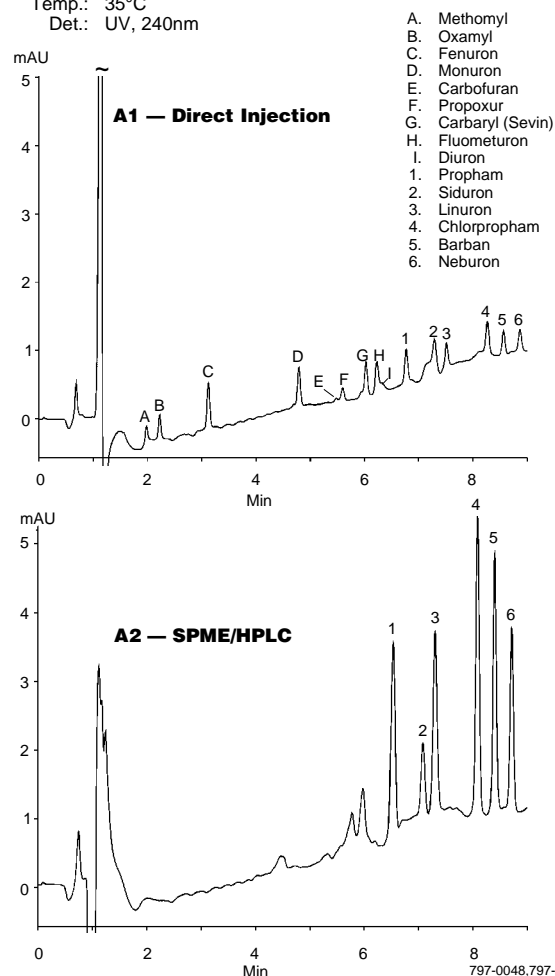 Temp.: 35°C
Det.: UV, 240nm
A. Methomyl
B. Oxamyl
C. Fenuron
D. Monuron
E. Carbofuran
F. Propoxur
G. Carbaryl (Sevin)
H. Fluometuron
I. Diuron
1. Propham
2. Siduron
3. Linuron
4. Chlorpropham
5. Barban
6. Neburon
mAU
~
5
A1 — Direct Injection
4
3
2
1
0
A B C D E F G H I 1 2 3 4 5 6
0 2 4 6 8
Min
mAU
5
4
A2 — SPME/HPLC
3
2
1
0
1 2 3 4 5 6
0 2 4 6 8
Min
797-0048,797-